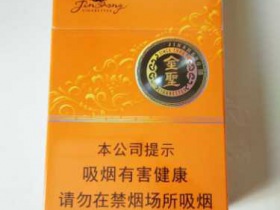 JinSheng
金聖
本公司提示
吸烟有害健康
请勿在禁烟场所吸烟